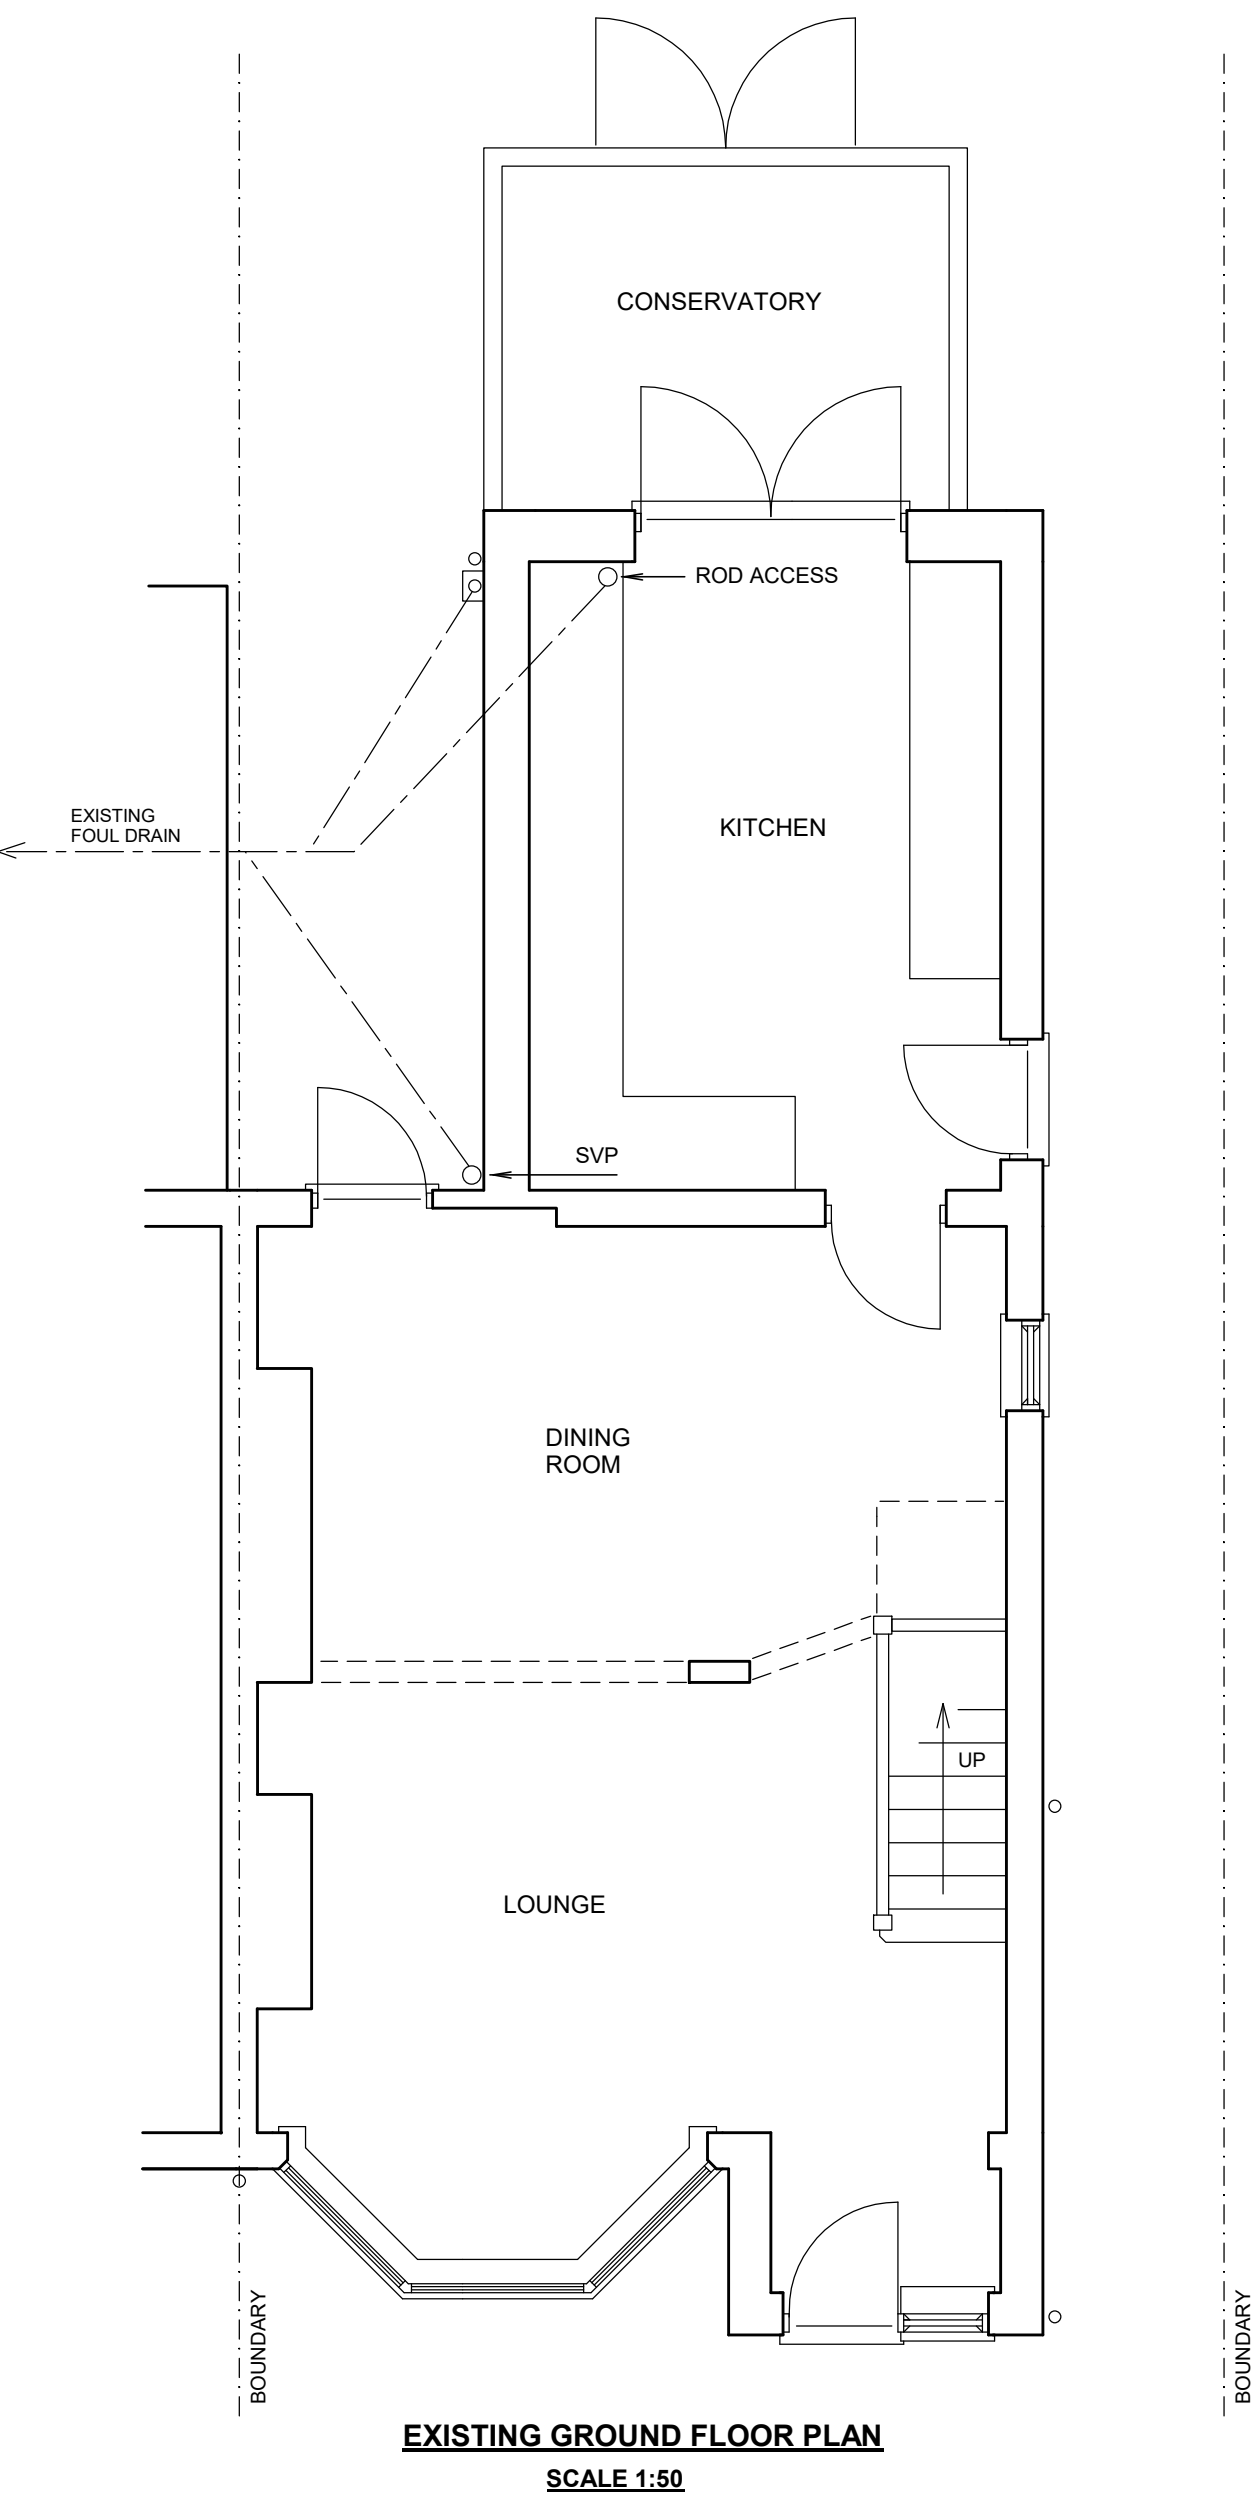 CONSERVATORY
ROD ACCESS
EXISTING
FOUL DRAIN
KITCHEN
SVP
DINING
ROOM
UP
LOUNGE
BOUNDARY
BOUNDARY
EXISTING GROUND FLOOR PLAN
SCALE 1:50